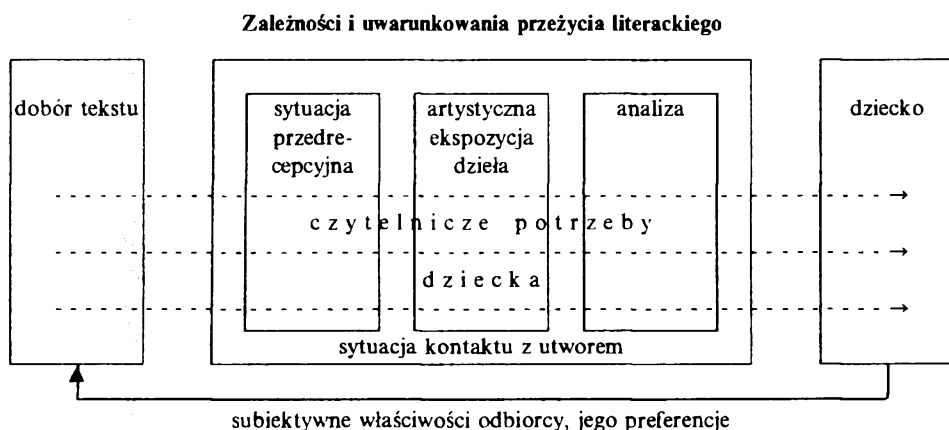 Zależności i uwarunkowania przeżycia literackiego
dobór tekstu
sytuacja
przedre-
cepcyjna
artystyczna
ekspozycja
dzieła
analiza
dziecko
czytelnicze potrzeby
dziecka
sytuacja kontaktu z utworem
subiektywne właściwości odbiorcy, jego preferencje